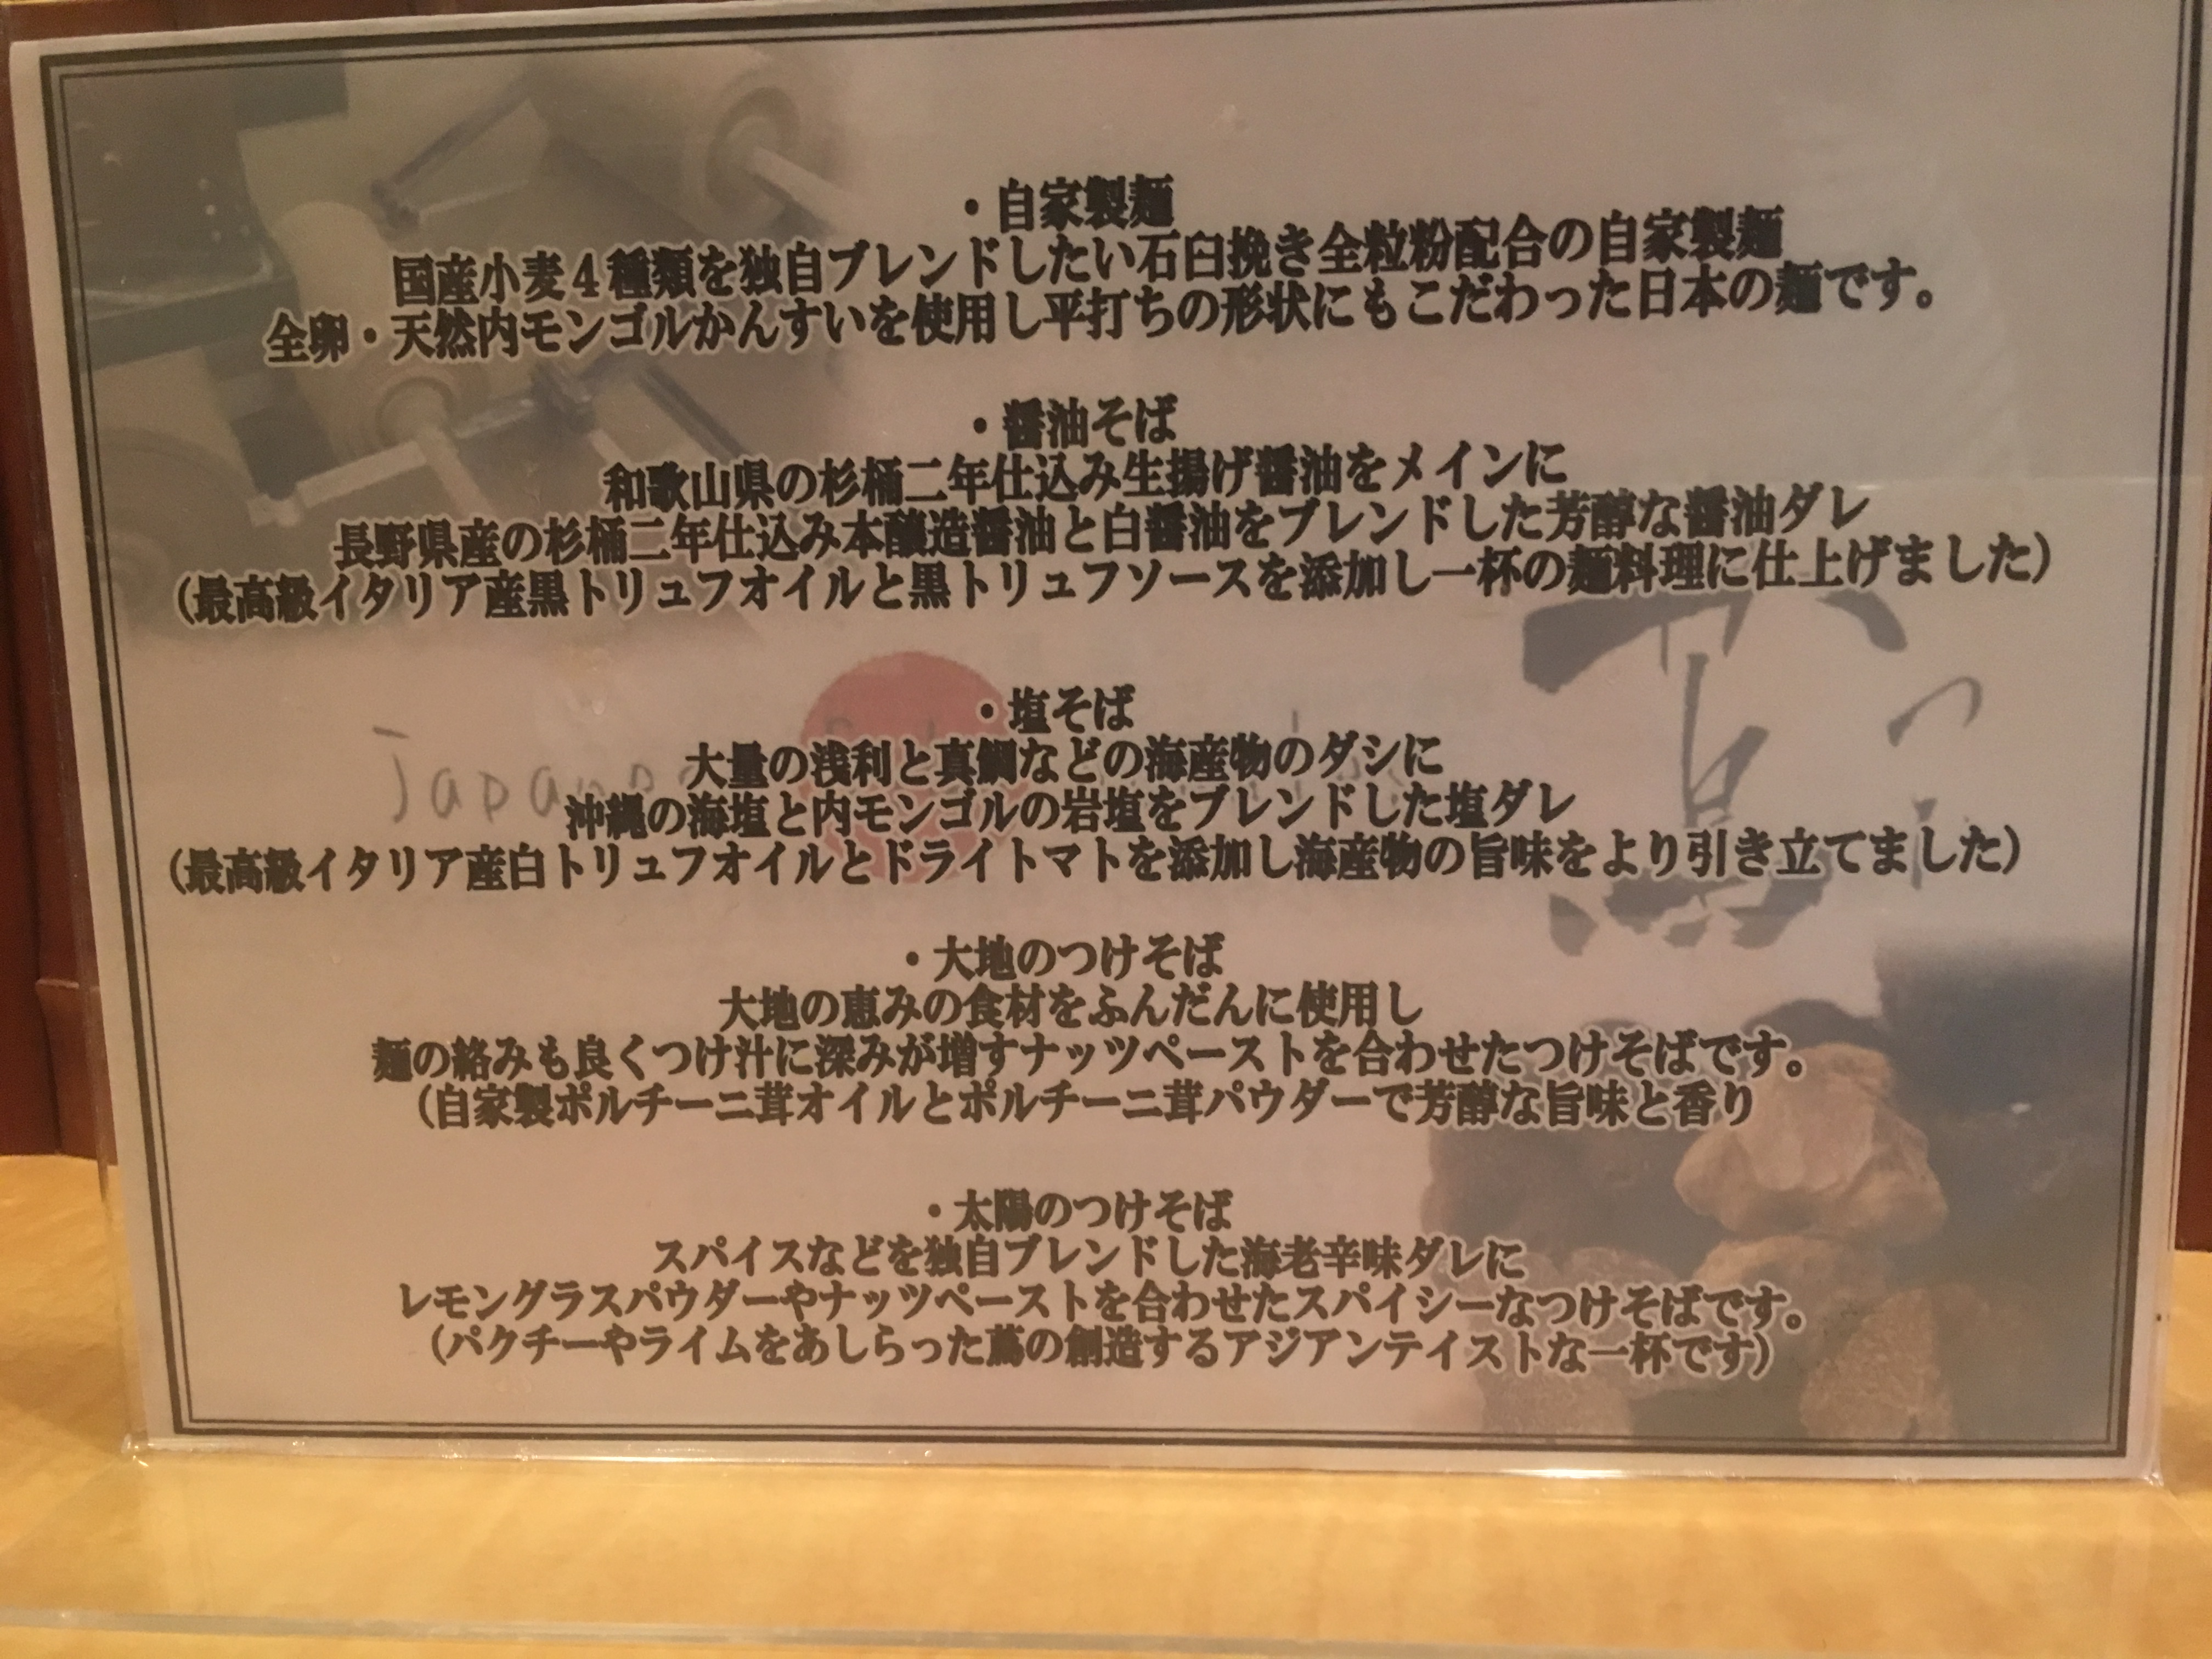 ・自家製麺
国産小麦4種類を独自ブレンドしたい石臼挽き全粒粉配合の自家製麺
全卵・天然内モンゴルかんすいを使用し平打ちの形状にもこだわった日本の麺です。
・醤油そば
和歌山県の杉桶二年仕込み生揚げ醤油をメインに
長野県産の杉桶二年仕込み本醸造醤油と白醤油をブレンドした芳醇な醤油ダレ
（最高級イタリア産黒トリュフオイルと黒トリュフソースを添加し一杯の麺料理に仕上げました）
・塩そば
大量の浅利と真鯛などの海産物のダシに
沖縄の海塩と内モンゴルの岩塩をブレンドした塩ダレ
（最高級イタリア産白トリュフオイルとドライトマトを添加し海産物の旨味をより引き立てました）
・大地のつけそば
大地の恵みの食材をふんだんに使用し
麺の絡みも良くつけ汁に深みが増すナッツペーストを合わせたつけそばです。
（自家製ポルチーニ茸オイルとポルチーニ茸パウダーで芳醇な旨味と香り
・太陽のつけそば
スパイスなどを独自ブレンドした海老辛味ダレに
レモングラスパウダーやナッツペーストを合わせたスパイシーなつけそばです。
（パクチーやライムをあしらった蔦の創造するアジアンテイストな一杯です）